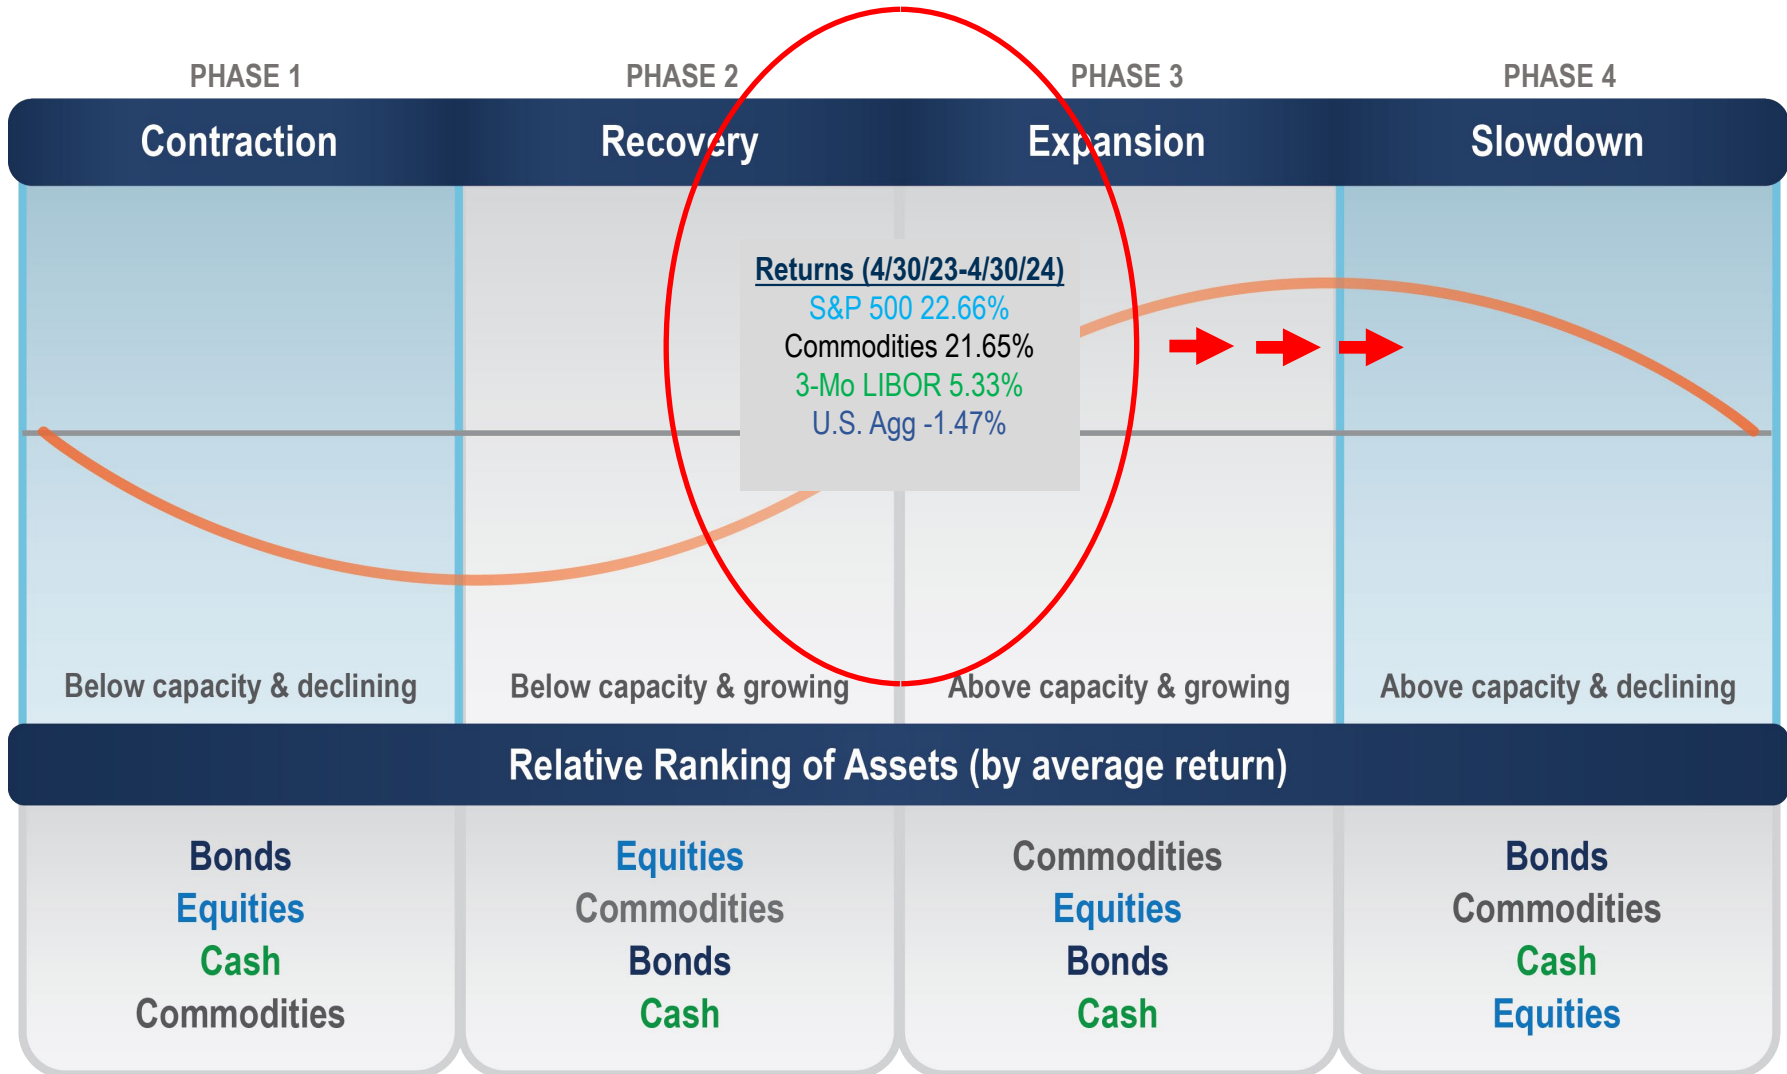 PHASE 1
PHASE 2
PHASE 3
PHASE 4
Contraction
Recovery
Expansion
Slowdown
Returns (4/30/23-4/30/24)
S&P 500 22.66%
Commodities 21.65%
3-Mo LIBOR 5.33%
U.S. Agg -1.47%
Below capacity & declining
Below capacity & growing
Above capacity & growing
Above capacity & declining
Relative Ranking of Assets (by average return)
Bonds
Equities
Cash
Commodities
Equities
Commodities
Bonds
Cash
Commodities
Equities
Bonds
Cash
Bonds
Commodities
Cash
Equities